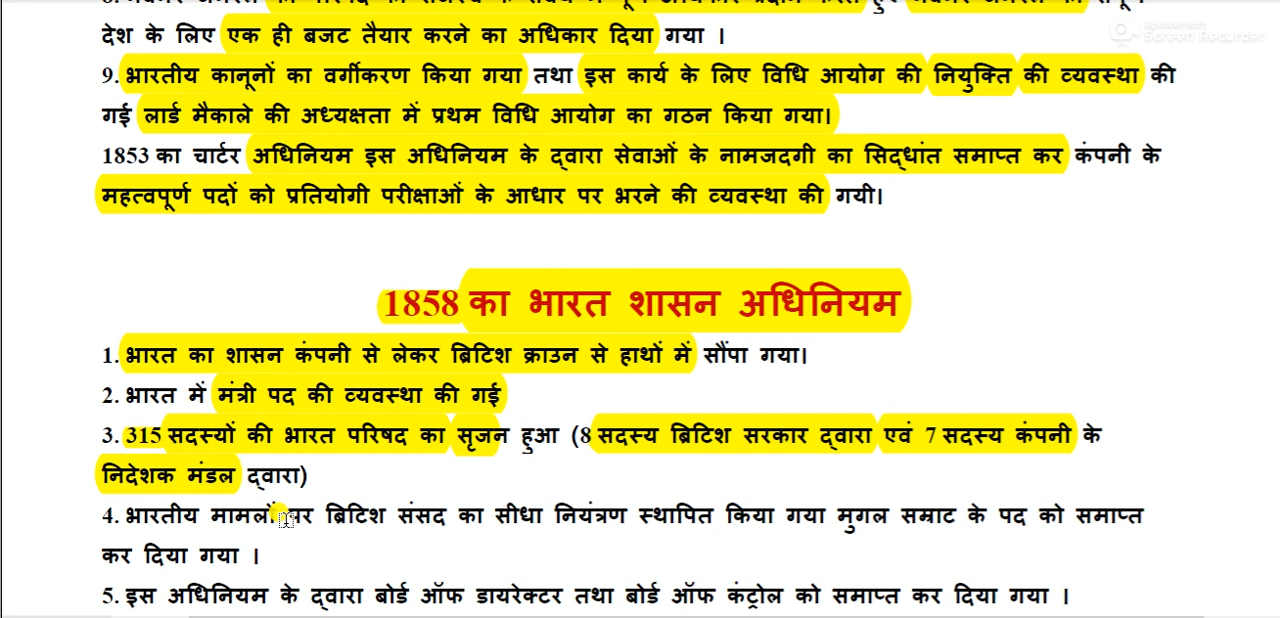 देश के लिए एक ही बजट तैयार करने का अधिकार दिया गया ।
Apowersoft
Screen Recorder
9. भारतीय कानूनों का वर्गीकरण किया गया तथा इस कार्य के लिए विधि आयोग की नियुक्ति की व्यवस्था की
गई लार्ड मैकाले की अध्यक्षता में प्रथम विधि आयोग का गठन किया गया।
1853 का चार्टर अधिनियम इस अधिनियम के द्वारा सेवाओं के नामजदगी का सिद्धांत समाप्त कर कंपनी के
महत्वपूर्ण पदों को प्रतियोगी परीक्षाओं के आधार पर भरने की व्यवस्था की गयी।
1858 का भारत शासन अधिनियम
1. भारत का शासन कंपनी से लेकर ब्रिटिश क्राउन से हाथों में सौंपा गया।
2. भारत में मंत्री पद की व्यवस्था की गई
3. 315 सदस्यों की भारत परिषद का सृजन हुआ (8 सदस्य ब्रिटिश सरकार द्वारा एवं 7 सदस्य कंपनी के
निदेशक मंडल द्वारा)
4. भारतीय मामलों पर ब्रिटिश संसद का सीधा नियंत्रण स्थापित किया गया मुगल सम्राट के पद को समाप्त
कर दिया गया ।
5. इस अधिनियम के द्वारा बोर्ड ऑफ डायरेक्टर तथा बोर्ड ऑफ कंट्रोल को समाप्त कर दिया गया ।